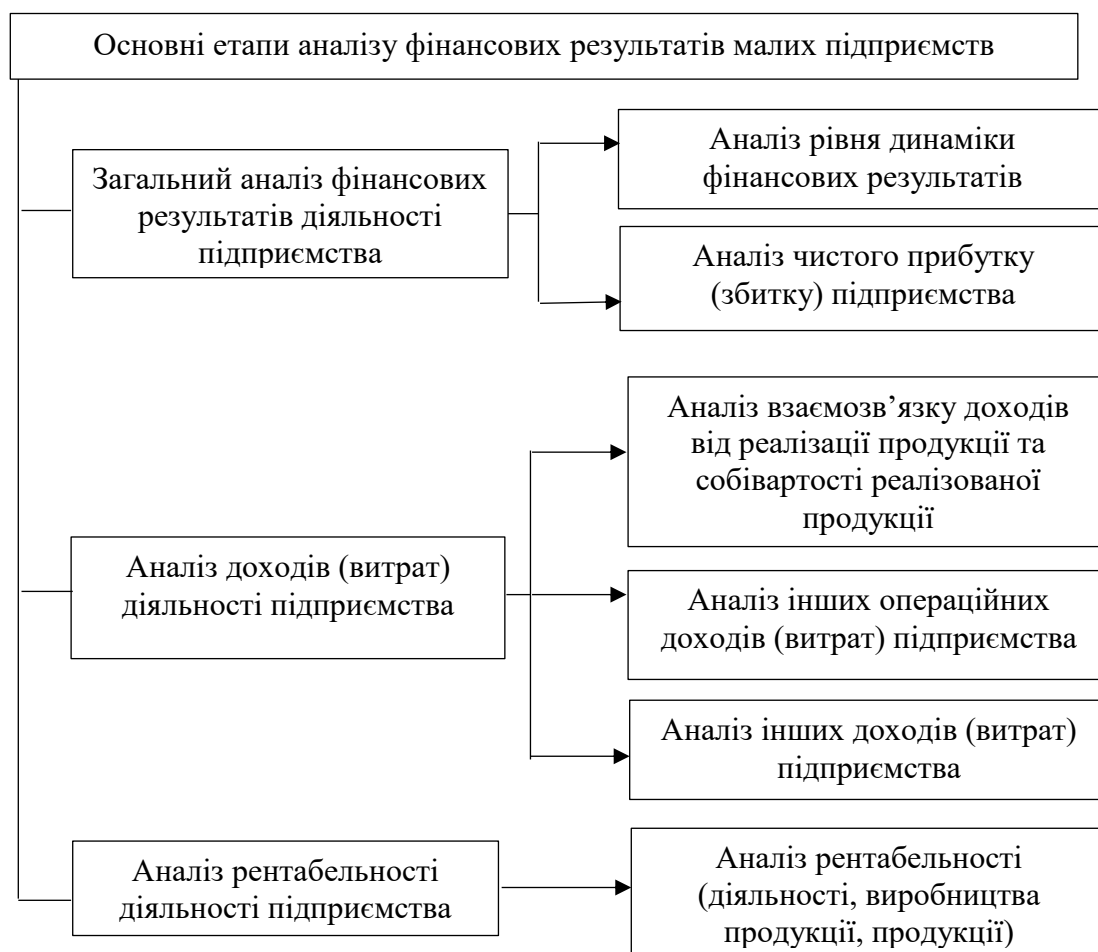 Основні етапи аналізу фінансових результатів малих підприємств
Загальний аналіз фінансових
результатів діяльності
підприємства
Аналіз рівня динаміки
фінансових результатів
Аналіз чистого прибутку
(збитку) підприємства
Аналіз доходів (витрат)
діяльності підприємства
Аналіз взаємозв’язку доходів
від реалізації продукції та
собівартості реалізованої
продукції
Аналіз інших операційних
доходів (витрат) підприємства
Аналіз інших доходів (витрат)
підприємства
Аналіз рентабельності
діяльності підприємства
Аналіз рентабельності
(діяльності, виробництва
продукції, продукції)